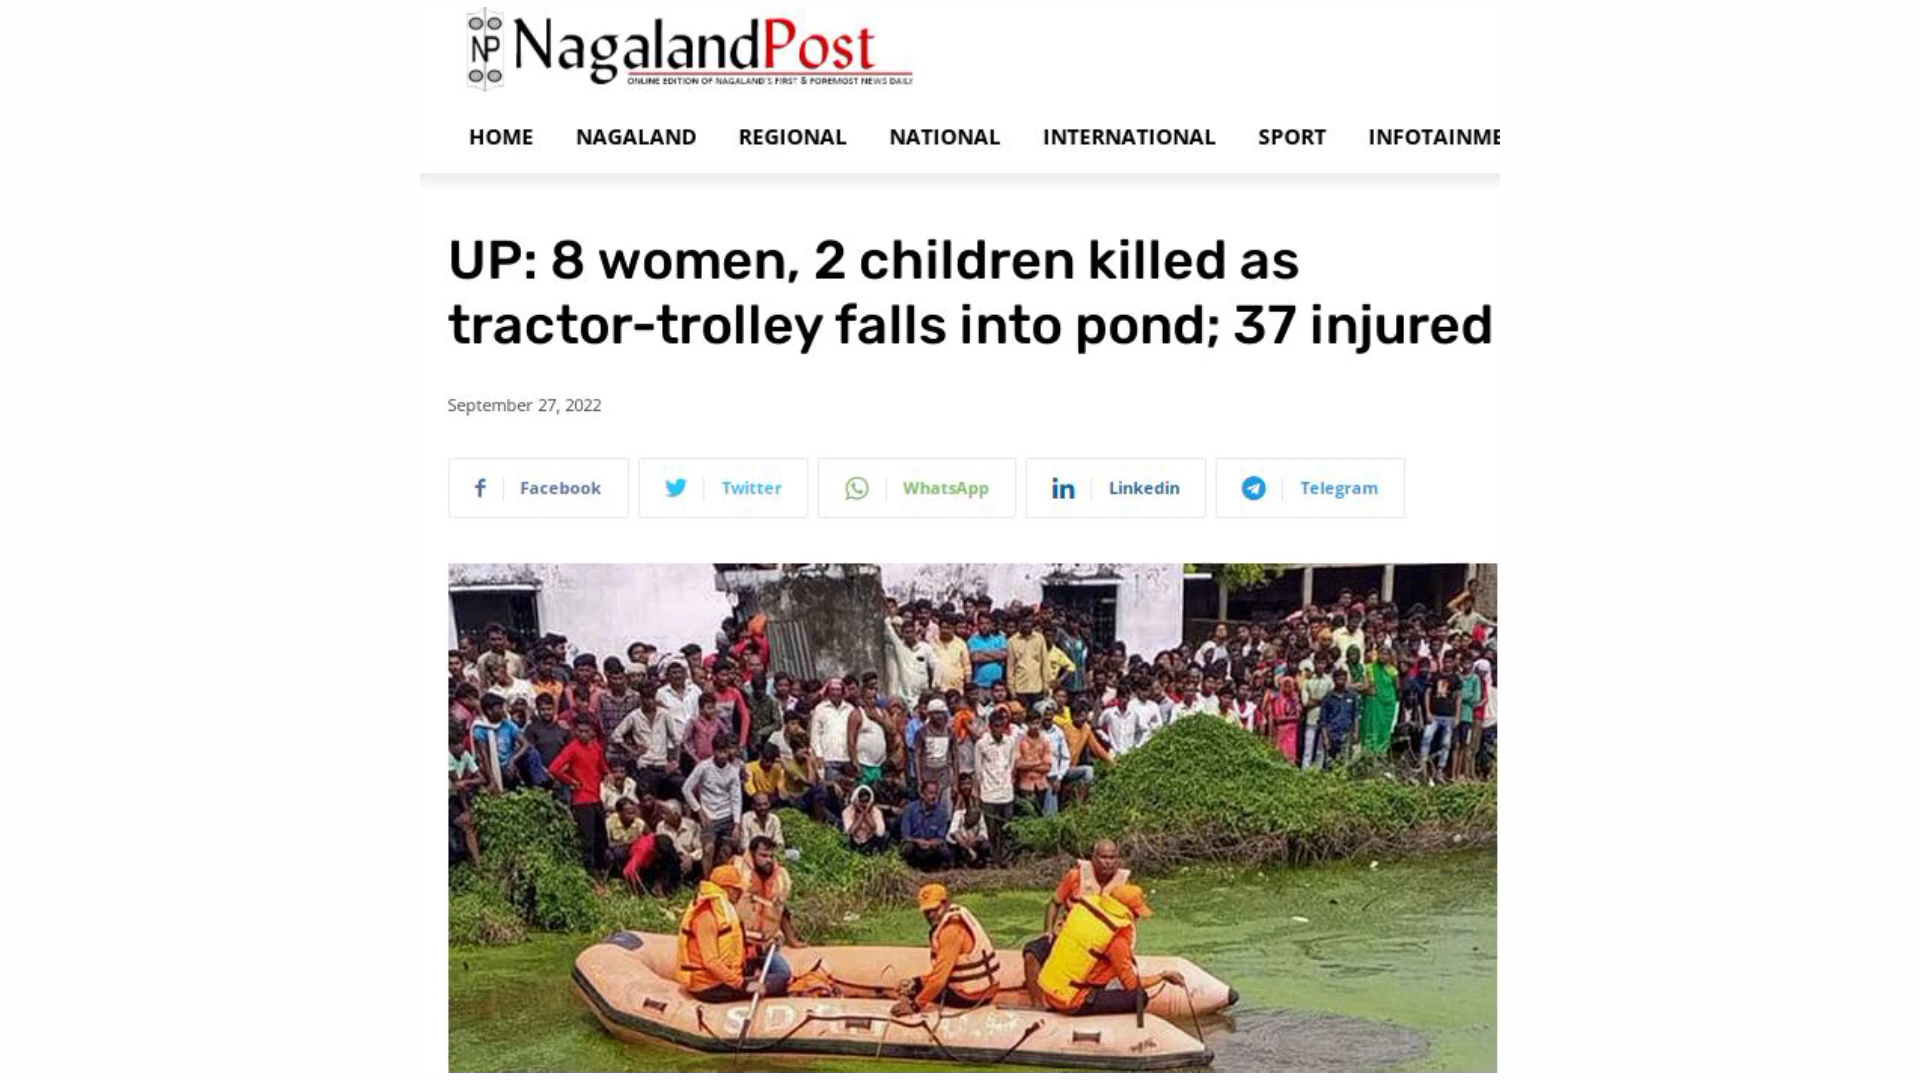 NP NagalandPost
ONLINE EDITION OF NAGALAND'S FIRST & FOREMOST NEWS DAILY
HOME NAGALAND REGIONAL NATIONAL INTERNATIONAL SPORT INFOTAINME
UP: 8 women, 2 children killed as
tractor-trolley falls into pond; 37 injured
September 27, 2022
f Facebook Twitter WhatsApp in Linkedin Telegram